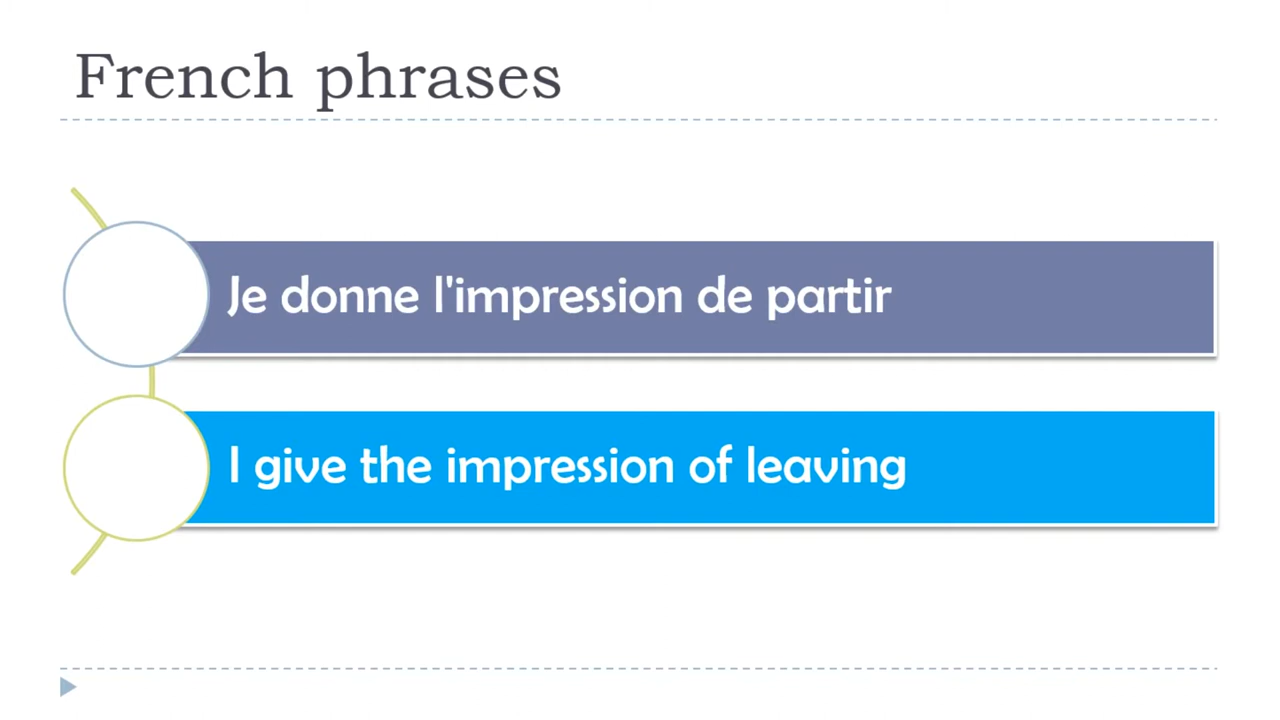 French phrases
Je donne l'impression de partir
I give the impression of leaving